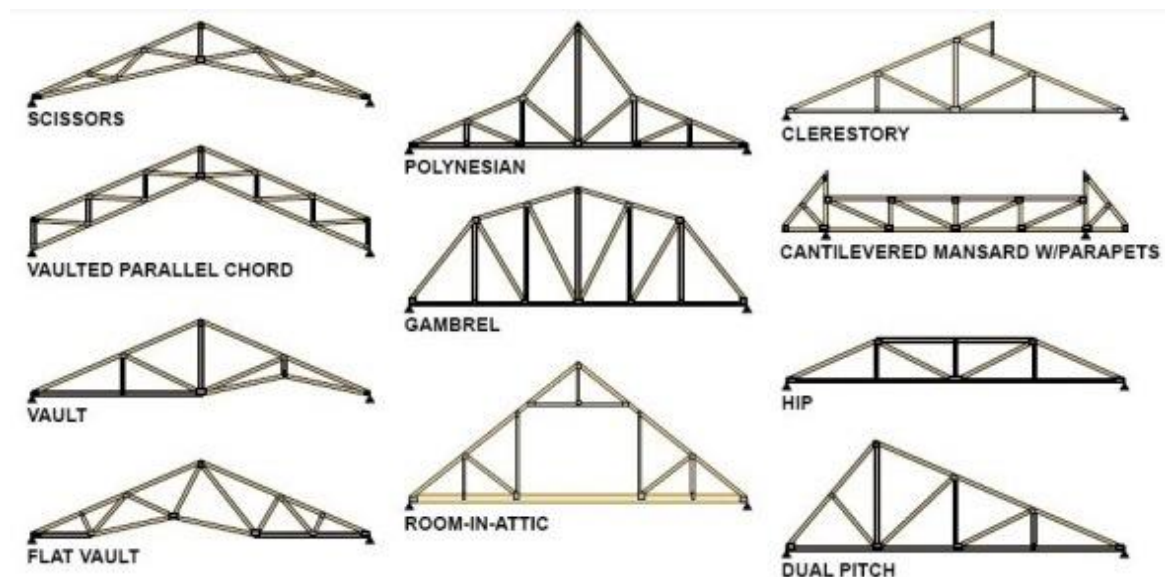 SCISSORS
VAULTED PARALLEL CHORD
VAULT
FLAT VAULT
POLYNESIAN
GAMBREL
ROOM-IN-ATTIC
CLERESTORY
CANTILEVERED MANSARD W/PARAPETS
HIP
DUAL PITCH